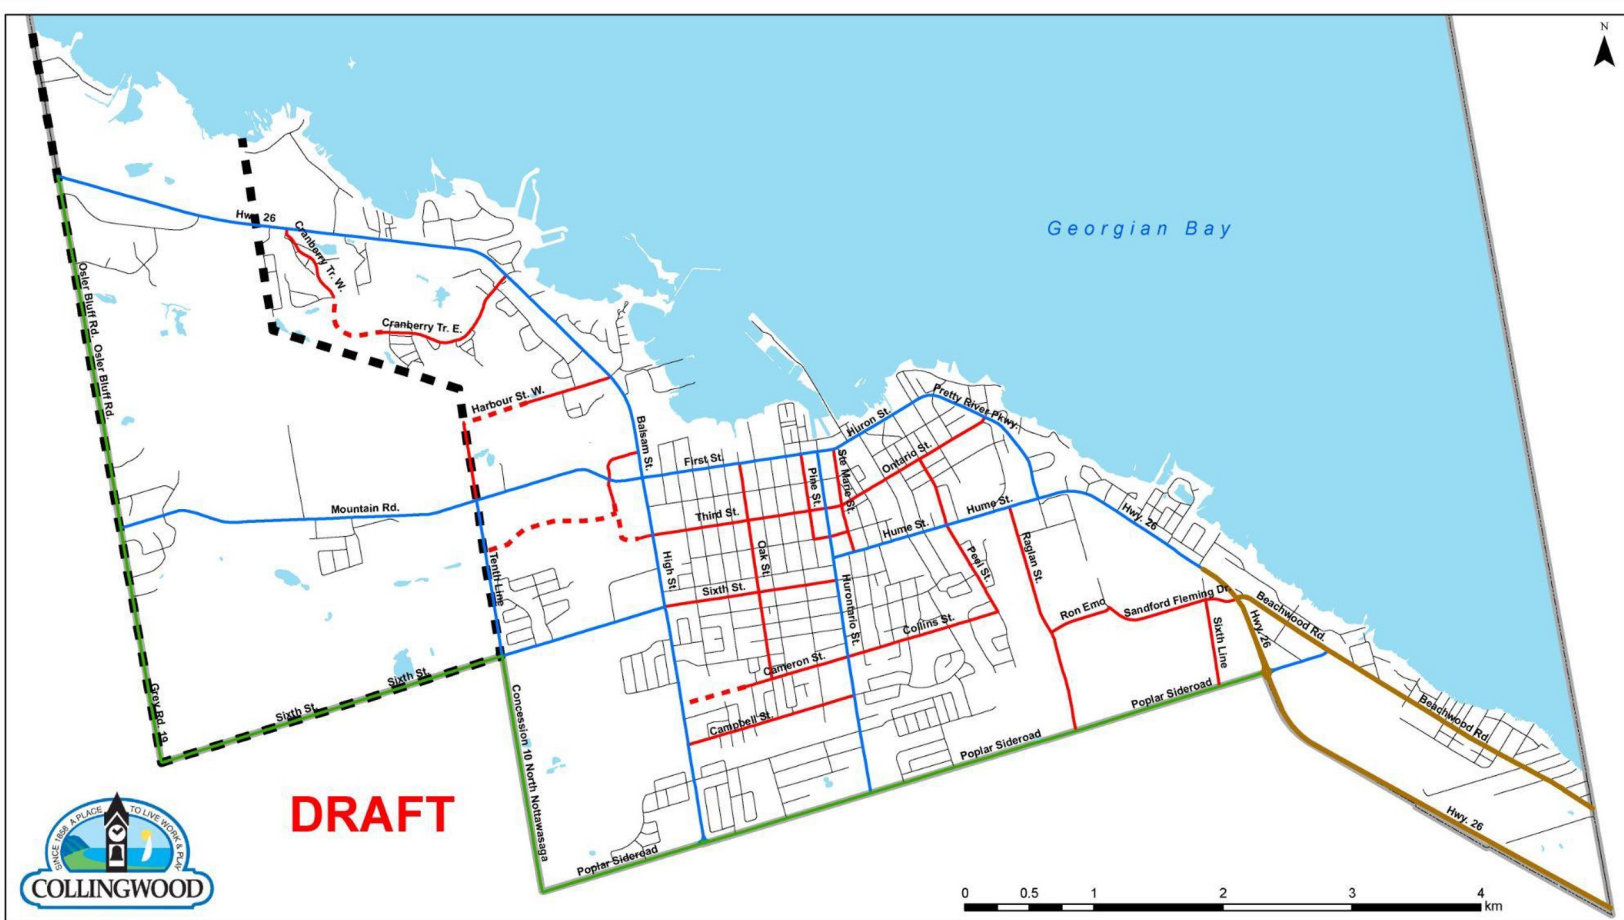 N
Georgian Bay
Hwy. 26
Cranberry Tr. W.
Cranberry Tr. E.
Osler Bluff Rd.
Osler Bluff Rd.
Harbour St. W.
Balsam St.
First St.
Huron St.
Pretty River Pkwy.
Ontario St.
Ste Marie St.
Pine St.
Mountain Rd.
Third St.
Hume St.
Hume St.
Hwy. 26
Tenth Line
High St.
Oak St.
Sixth St.
Peel St.
Raglan St.
Hurontario St.
Collins St.
Ron Emo
Sandford Fleming Dr.
Beachwood Rd.
Hwy. 26
Sixth Line
Cameron St.
Campbell St.
Sixth St.
Sixth St.
Grey Rd. 19
Concession 10 North Nottawasaga
Poplar Sideroad
Poplar Sideroad
Poplar Sideroad
Beachwood Rd.
Hwy. 26
DRAFT
SINCE 1858 A PLACE TO LIVE WORK & PLAY
COLLINGWOOD
0 0.5 1 2 3 4
km